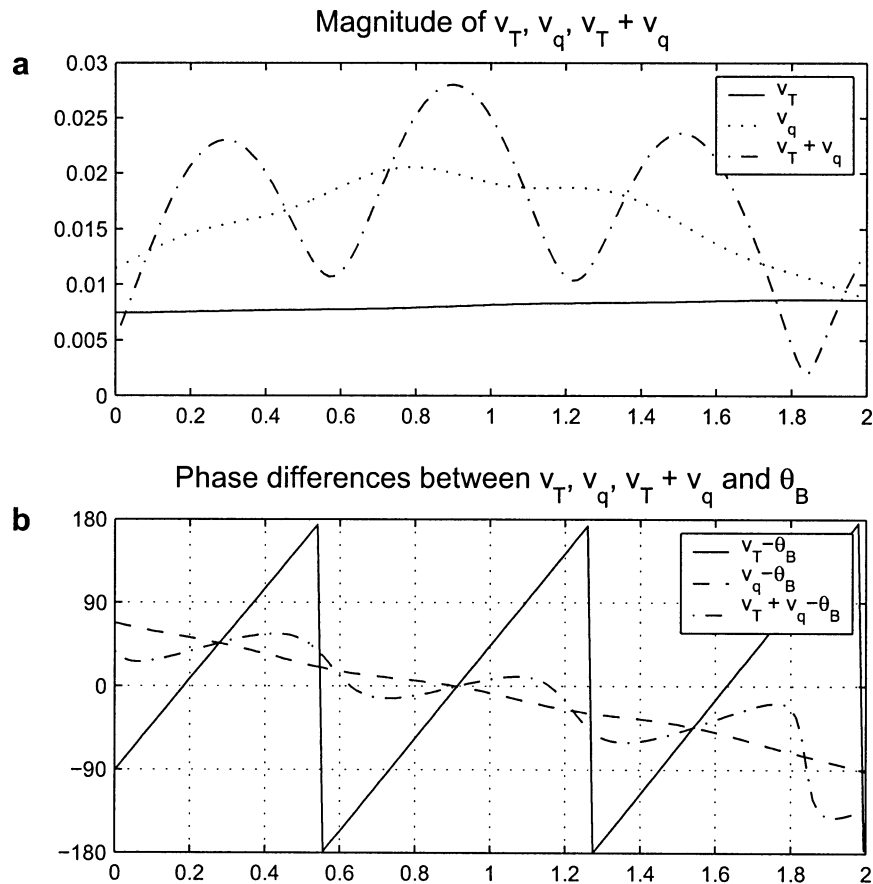 Magnitude of v_T, v_q, v_T + v_q
a
0.03
0.025
0.02
0.015
0.01
0.005
0
v_T
v_q
v_T + v_q
0 0.2 0.4 0.6 0.8 1 1.2 1.4 1.6 1.8 2
Phase differences between v_T, v_q, v_T + v_q and θ_B
b
180
90
0
−90
−180
v_T−θ_B
v_q−θ_B
v_T + v_q−θ_B
0 0.2 0.4 0.6 0.8 1 1.2 1.4 1.6 1.8 2